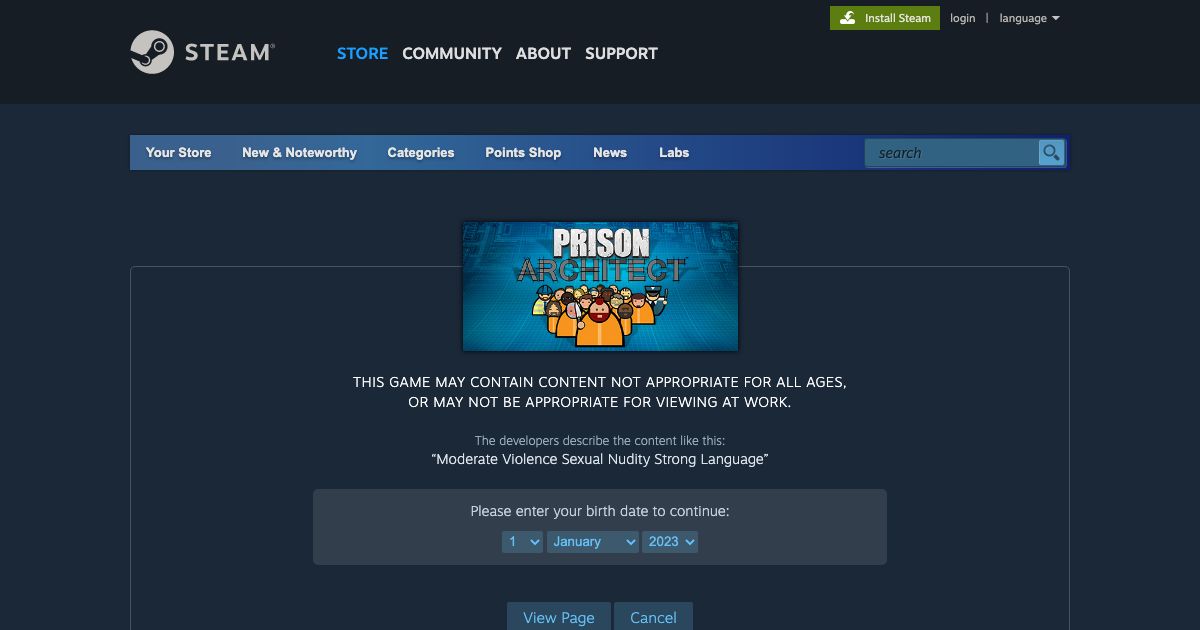 Install Steam login | language
STEAM®
STORE COMMUNITY ABOUT SUPPORT
Your Store New & Noteworthy Categories Points Shop News Labs search
PRISON
ARCHITECT
THIS GAME MAY CONTAIN CONTENT NOT APPROPRIATE FOR ALL AGES,
OR MAY NOT BE APPROPRIATE FOR VIEWING AT WORK.
The developers describe the content like this:
“Moderate Violence Sexual Nudity Strong Language”
Please enter your birth date to continue:
1 January 2023
View Page Cancel